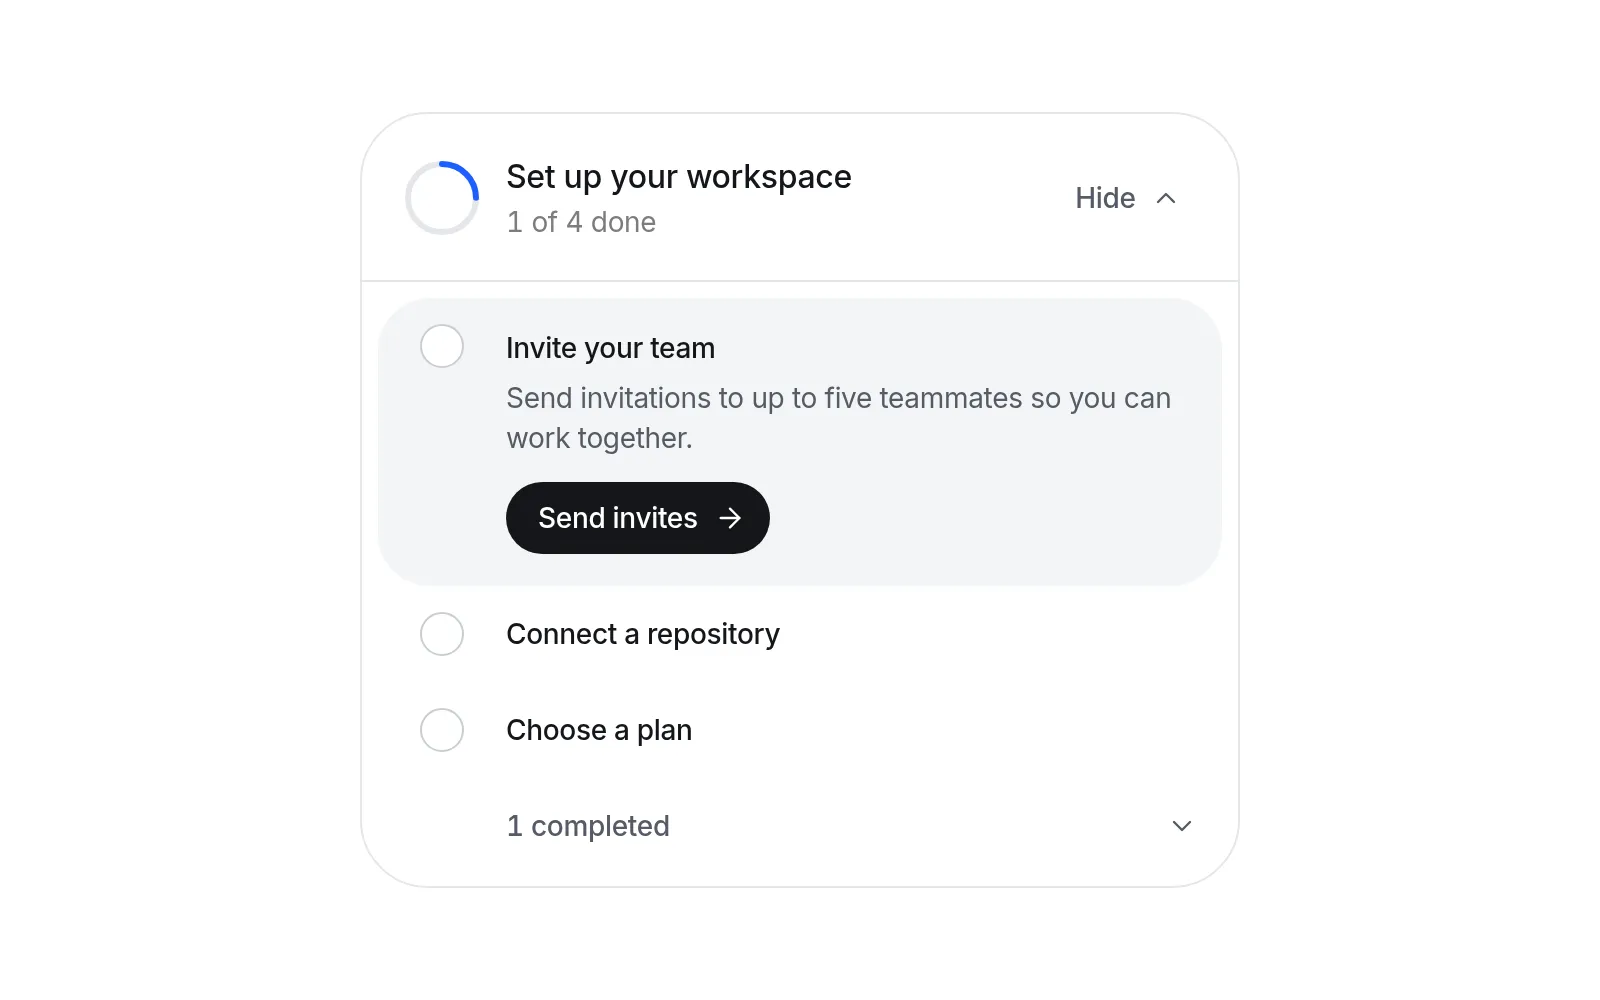 Set up your workspace
1 of 4 done
Hide
Invite your team
Send invitations to up to five teammates so you can
work together.
Send invites
Connect a repository
Choose a plan
1 completed